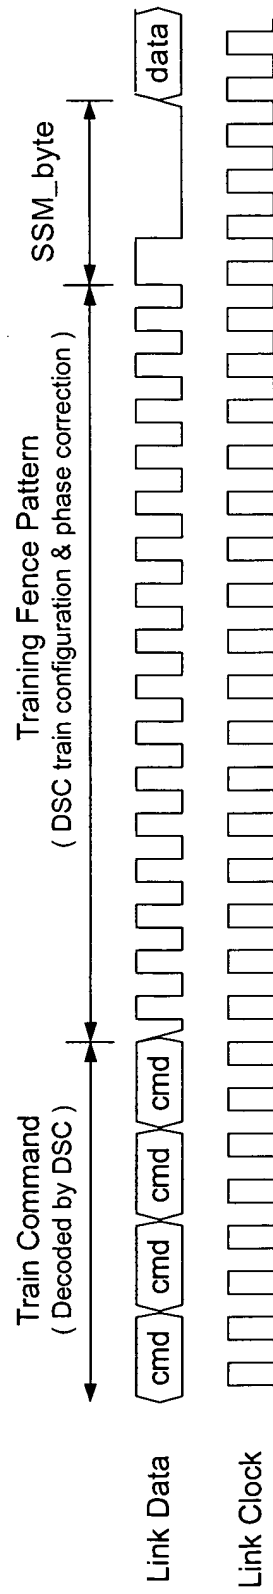 Train Command
( Decoded by DSC )
Training Fence Pattern
( DSC train configuration & phase correction )
SSM_byte
Link Data
cmd
cmd
cmd
cmd
data
Link Clock